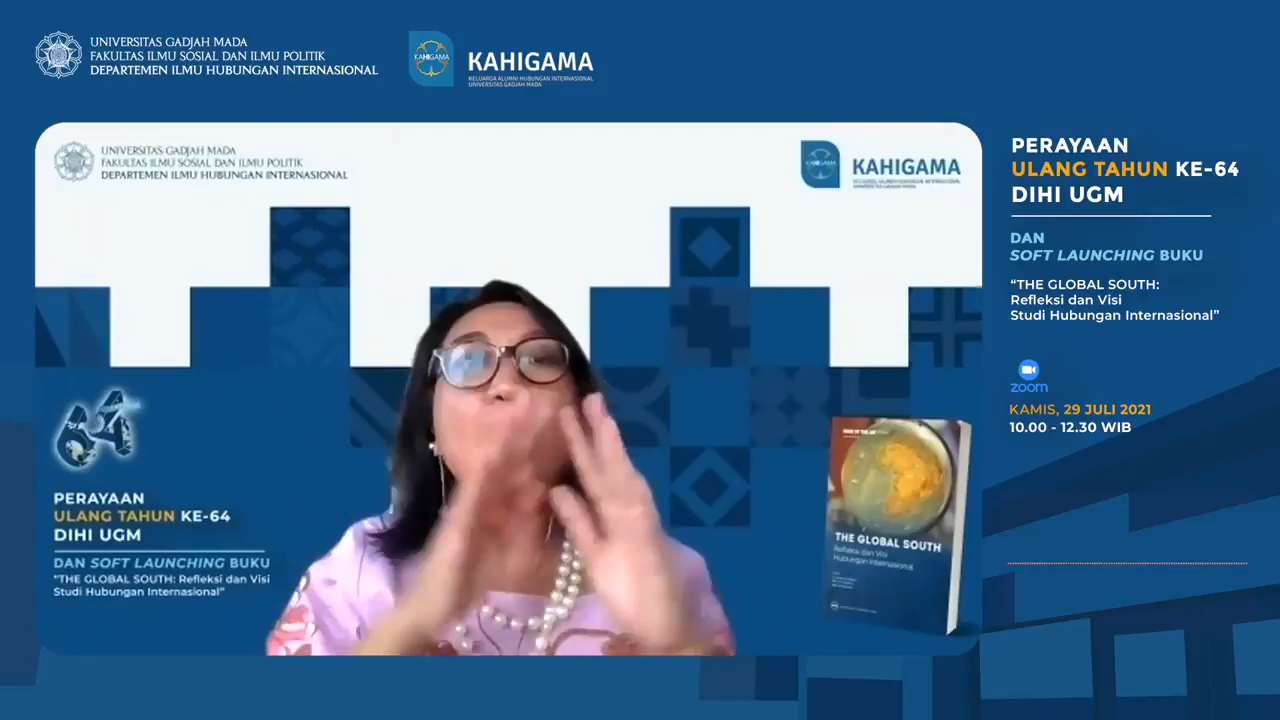 UNIVERSITAS GADJAH MADA
FAKULTAS ILMU SOSIAL DAN ILMU POLITIK
DEPARTEMEN ILMU HUBUNGAN INTERNASIONAL
KAHIGAMA
KAHIGAMA
KELUARGA ALUMNI HUBUNGAN INTERNASIONAL
UNIVERSITAS GADJAH MADA
UNIVERSITAS GADJAH MADA
FAKULTAS ILMU SOSIAL DAN ILMU POLITIK
DEPARTEMEN ILMU HUBUNGAN INTERNASIONAL
KAHIGAMA
KAHIGAMA
64
PERAYAAN
ULANG TAHUN KE-64
DIHI UGM
DAN SOFT LAUNCHING BUKU
“THE GLOBAL SOUTH: Refleksi dan Visi
Studi Hubungan Internasional”
THE GLOBAL SOUTH
Refleksi dan Visi
Hubungan Internasional
PERAYAAN
ULANG TAHUN KE-64
DIHI UGM
DAN
SOFT LAUNCHING BUKU
“THE GLOBAL SOUTH:
Refleksi dan Visi
Studi Hubungan Internasional”
zoom
KAMIS, 29 JULI 2021
10.00 - 12.30 WIB